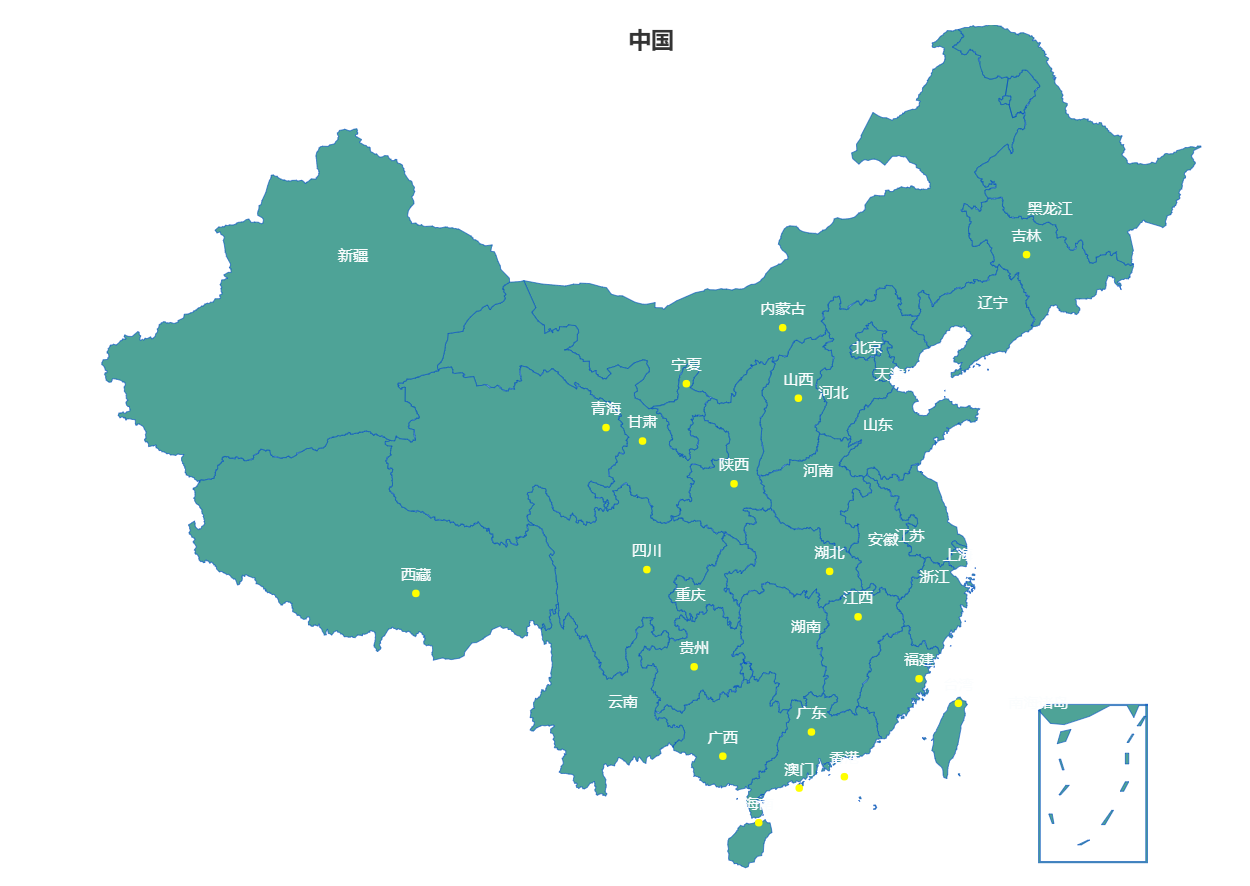 中国
黑龙江
吉林
新疆
辽宁
内蒙古
北京
宁夏
天津
山西
河北
青海
甘肃
山东
陕西
河南
安徽
江苏
四川
湖北
上海
西藏
浙江
重庆
江西
湖南
贵州
福建
云南
广东
广西
香港
澳门
海南